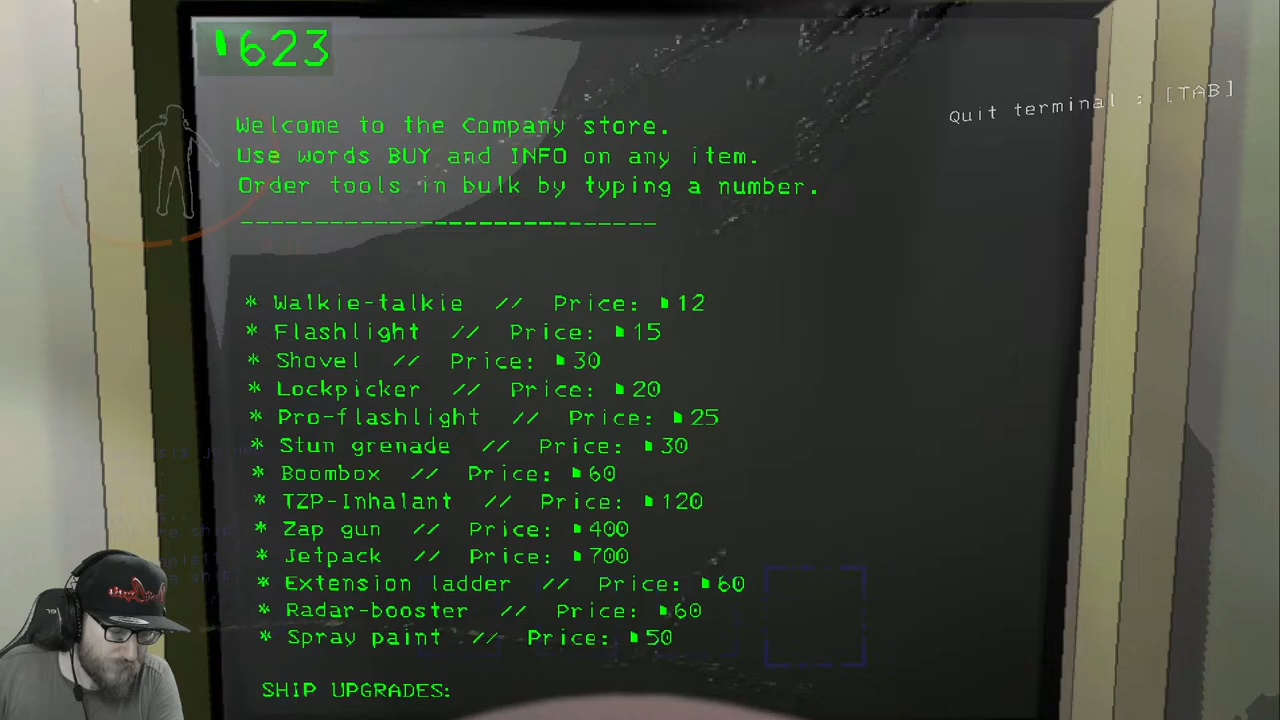 ▮623
Quit terminal : [TAB]
Welcome to the Company store.
Use words BUY and INFO on any item.
Order tools in bulk by typing a number.
----------------------------
* Walkie-talkie // Price: ▮12
* Flashlight // Price: ▮15
* Shovel // Price: ▮30
* Lockpicker // Price: ▮20
* Pro-flashlight // Price: ▮25
* Stun grenade // Price: ▮30
* Boombox // Price: ▮60
* TZP-Inhalant // Price: ▮120
* Zap gun // Price: ▮400
* Jetpack // Price: ▮700
* Extension ladder // Price: ▮60
* Radar-booster // Price: ▮60
* Spray paint // Price: ▮50
SHIP UPGRADES: